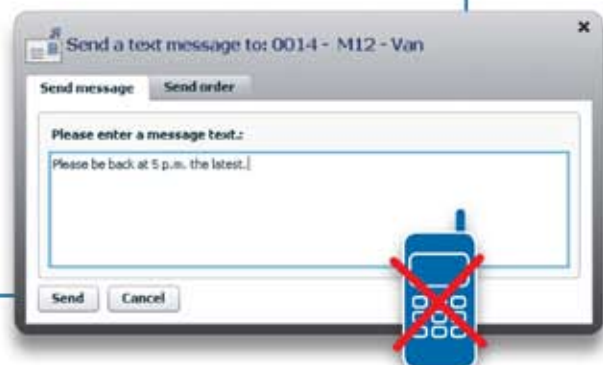 Send a text message to: 0014 - M12 - Van
Send message
Send order
Please enter a message text.:
Please be back at 5 p.m. the latest.
Send
Cancel